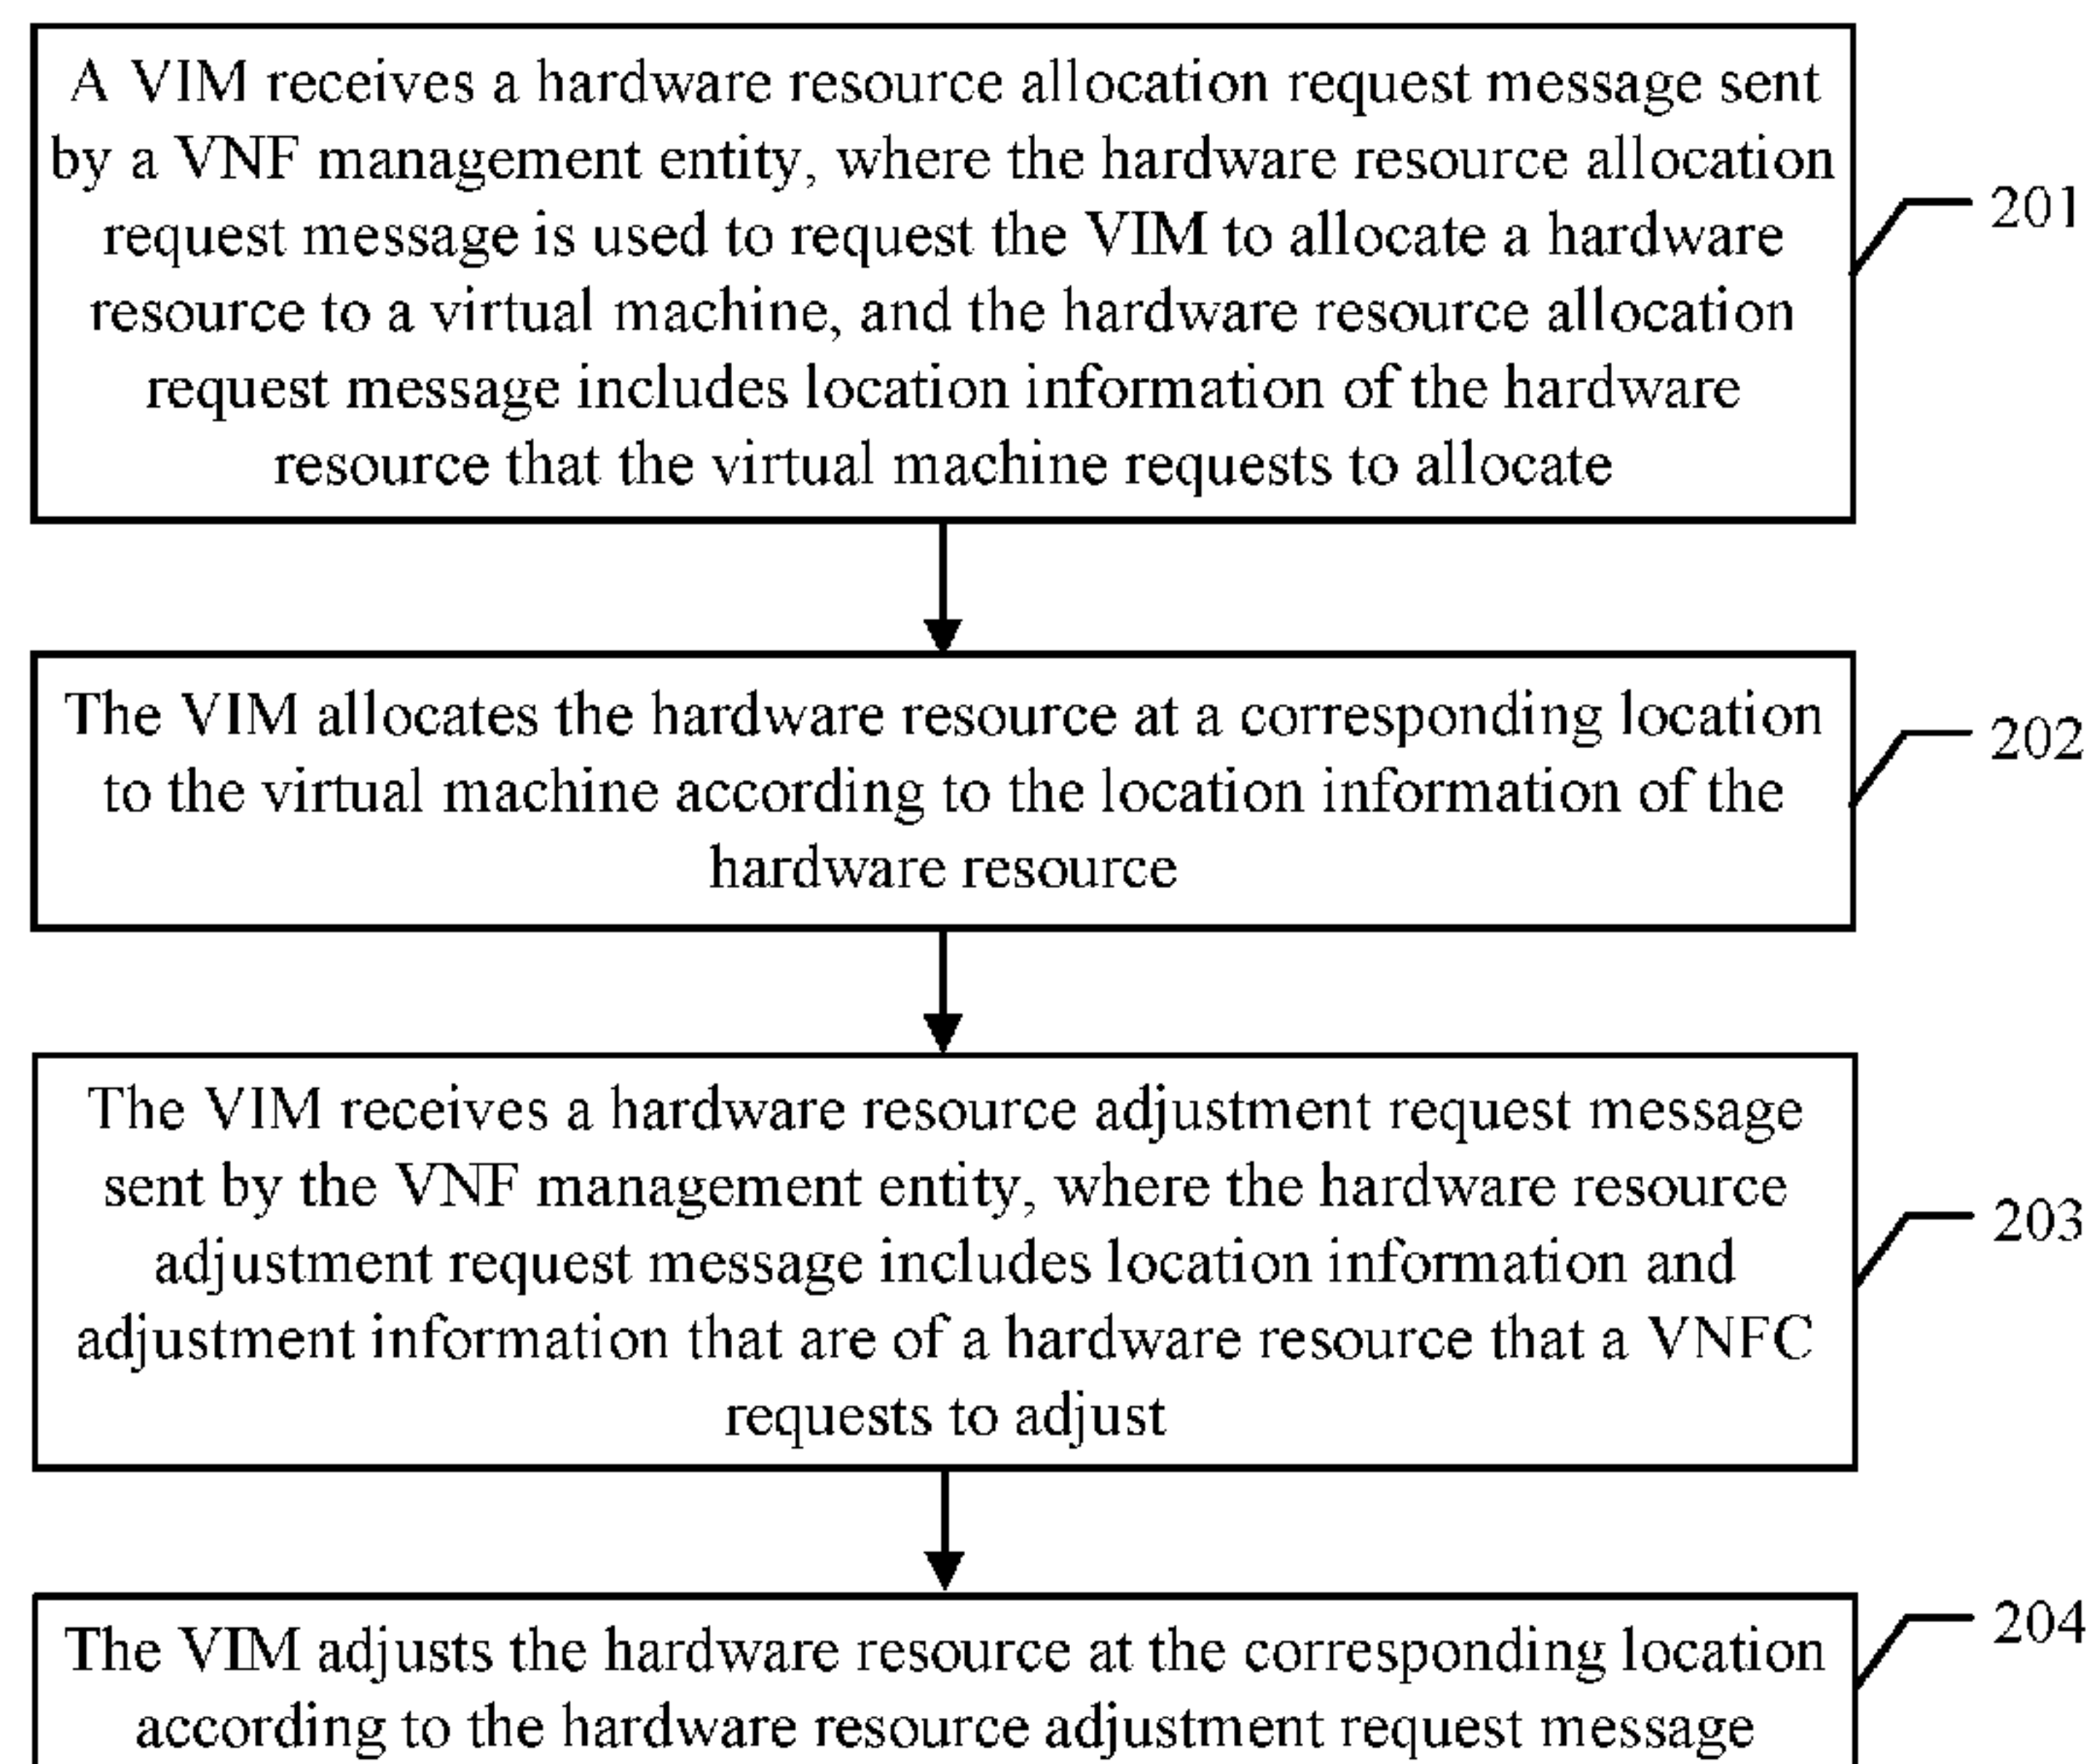 A VIM receives a hardware resource allocation request message sent
by a VNF management entity, where the hardware resource allocation
request message is used to request the VIM to allocate a hardware
resource to a virtual machine, and the hardware resource allocation
request message includes location information of the hardware
resource that the virtual machine requests to allocate
201
The VIM allocates the hardware resource at a corresponding location
to the virtual machine according to the location information of the
hardware resource
202
The VIM receives a hardware resource adjustment request message
sent by the VNF management entity, where the hardware resource
adjustment request message includes location information and
adjustment information that are of a hardware resource that a VNFC
requests to adjust
203
The VIM adjusts the hardware resource at the corresponding location
according to the hardware resource adjustment request message
204